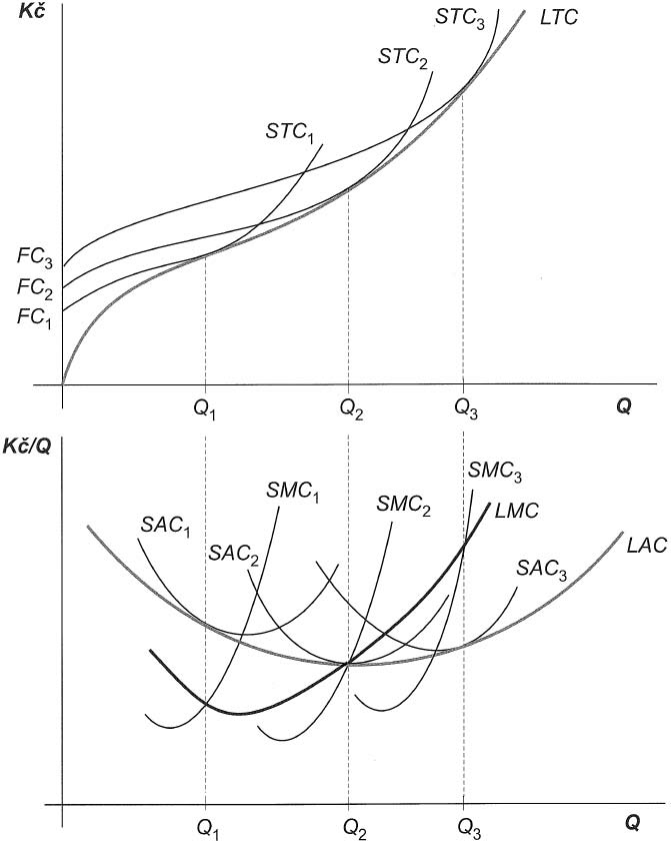 Kč
STC₃
LTC
STC₂
STC₁
FC₃
FC₂
FC₁
Q₁
Q₂
Q₃
Q
Kč/Q
SMC₃
SMC₁
SMC₂
LMC
SAC₁
SAC₂
LAC
SAC₃
Q₁
Q₂
Q₃
Q